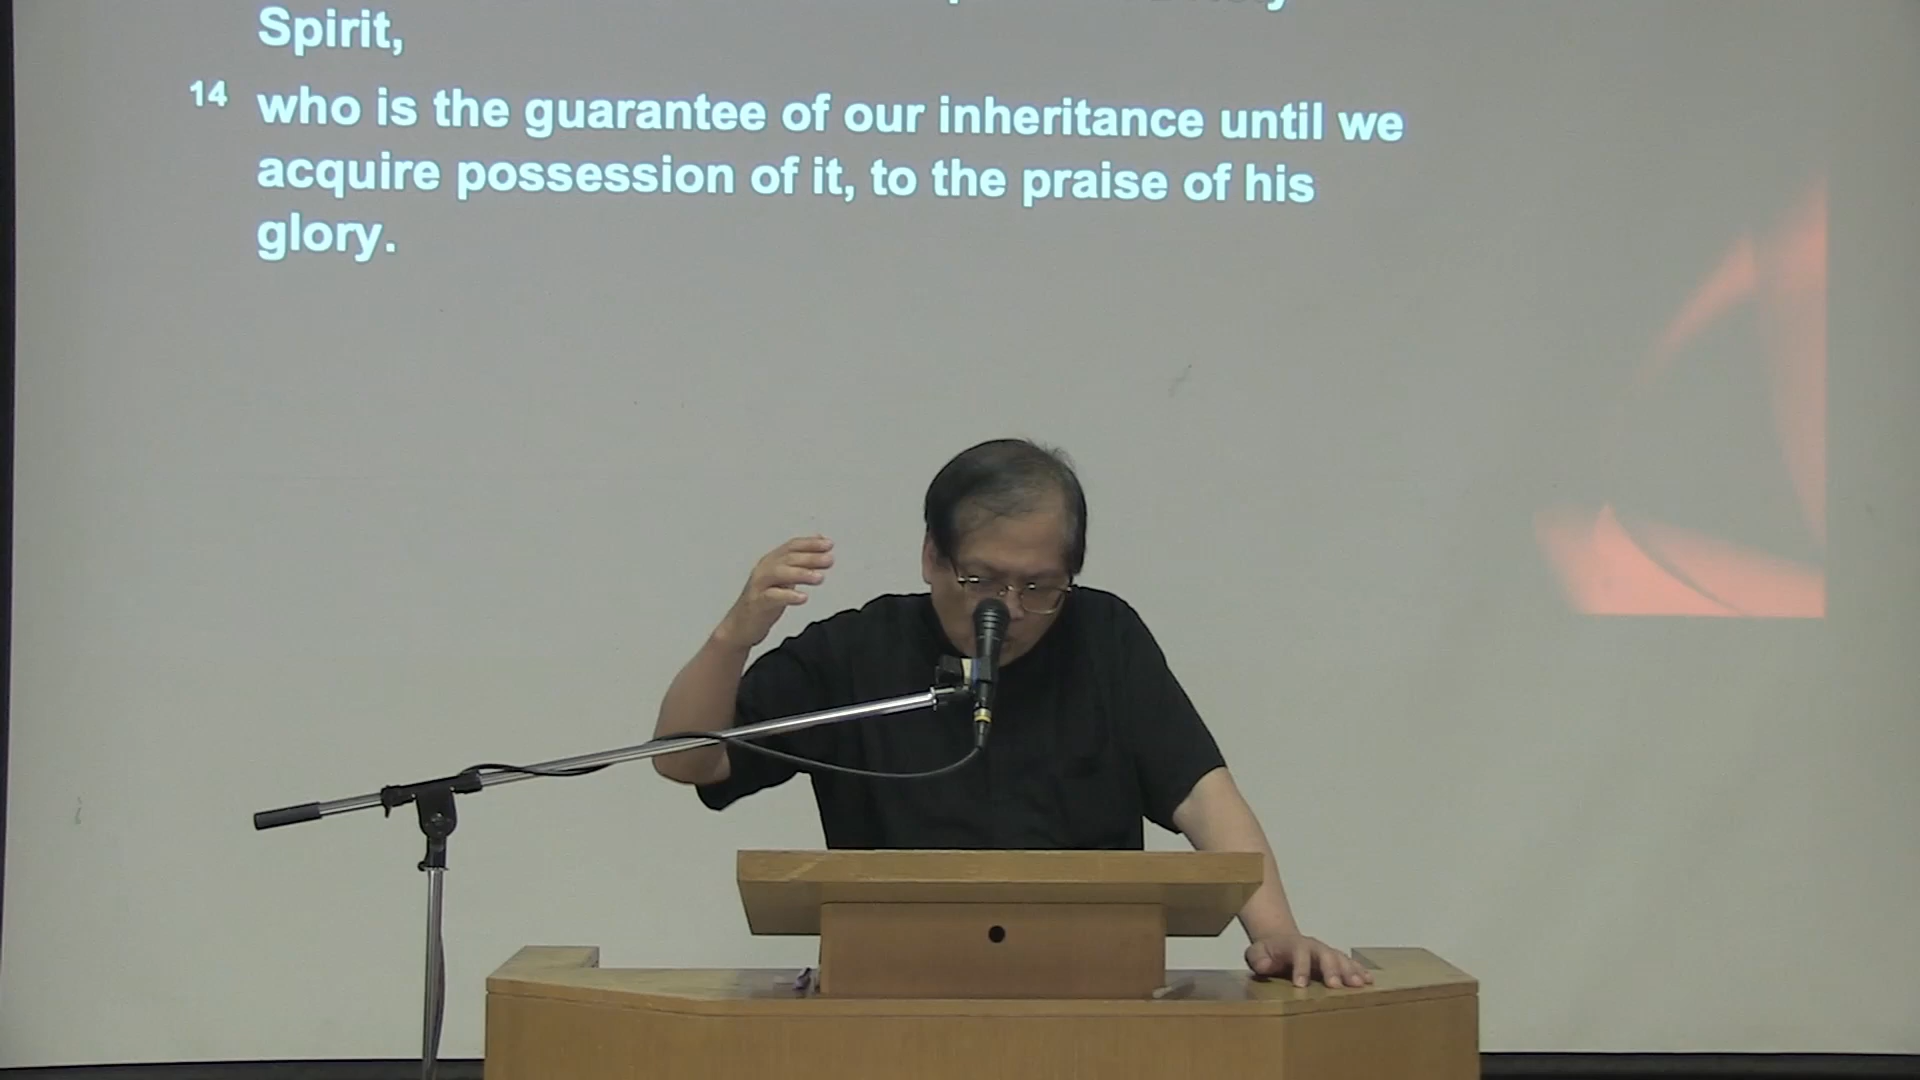 Spirit,
14 who is the guarantee of our inheritance until we
acquire possession of it, to the praise of his
glory.